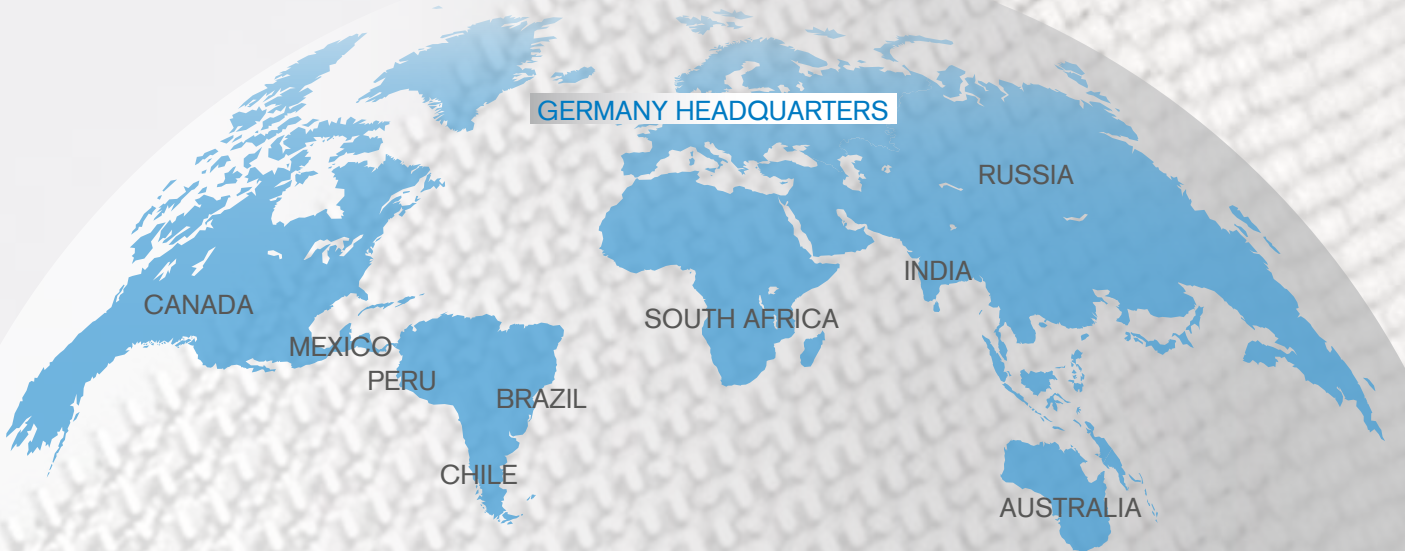 GERMANY HEADQUARTERS
RUSSIA
INDIA
CANADA
SOUTH AFRICA
MEXICO
PERU
BRAZIL
CHILE
AUSTRALIA